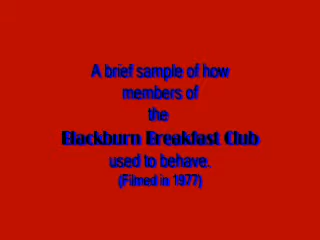 A brief sample of how
members of
the
Blackburn Breakfast Club
used to behave.
(Filmed in 1977)